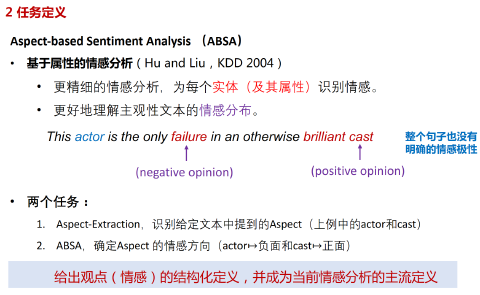 2 任务定义
Aspect-based Sentiment Analysis （ABSA）
• 基于属性的情感分析（Hu and Liu，KDD 2004）
• 更精细的情感分析，为每个实体（及其属性）识别情感。
• 更好地理解主观性文本的情感分布。
This actor is the only failure in an otherwise brilliant cast
整个句子也没有
明确的情感极性
(negative opinion) (positive opinion)
• 两个任务：
1. Aspect-Extraction，识别给定文本中提到的Aspect（上例中的actor和cast）
2. ABSA，确定Aspect 的情感方向（actor↦负面和cast↦正面）
给出观点（情感）的结构化定义，并成为当前情感分析的主流定义